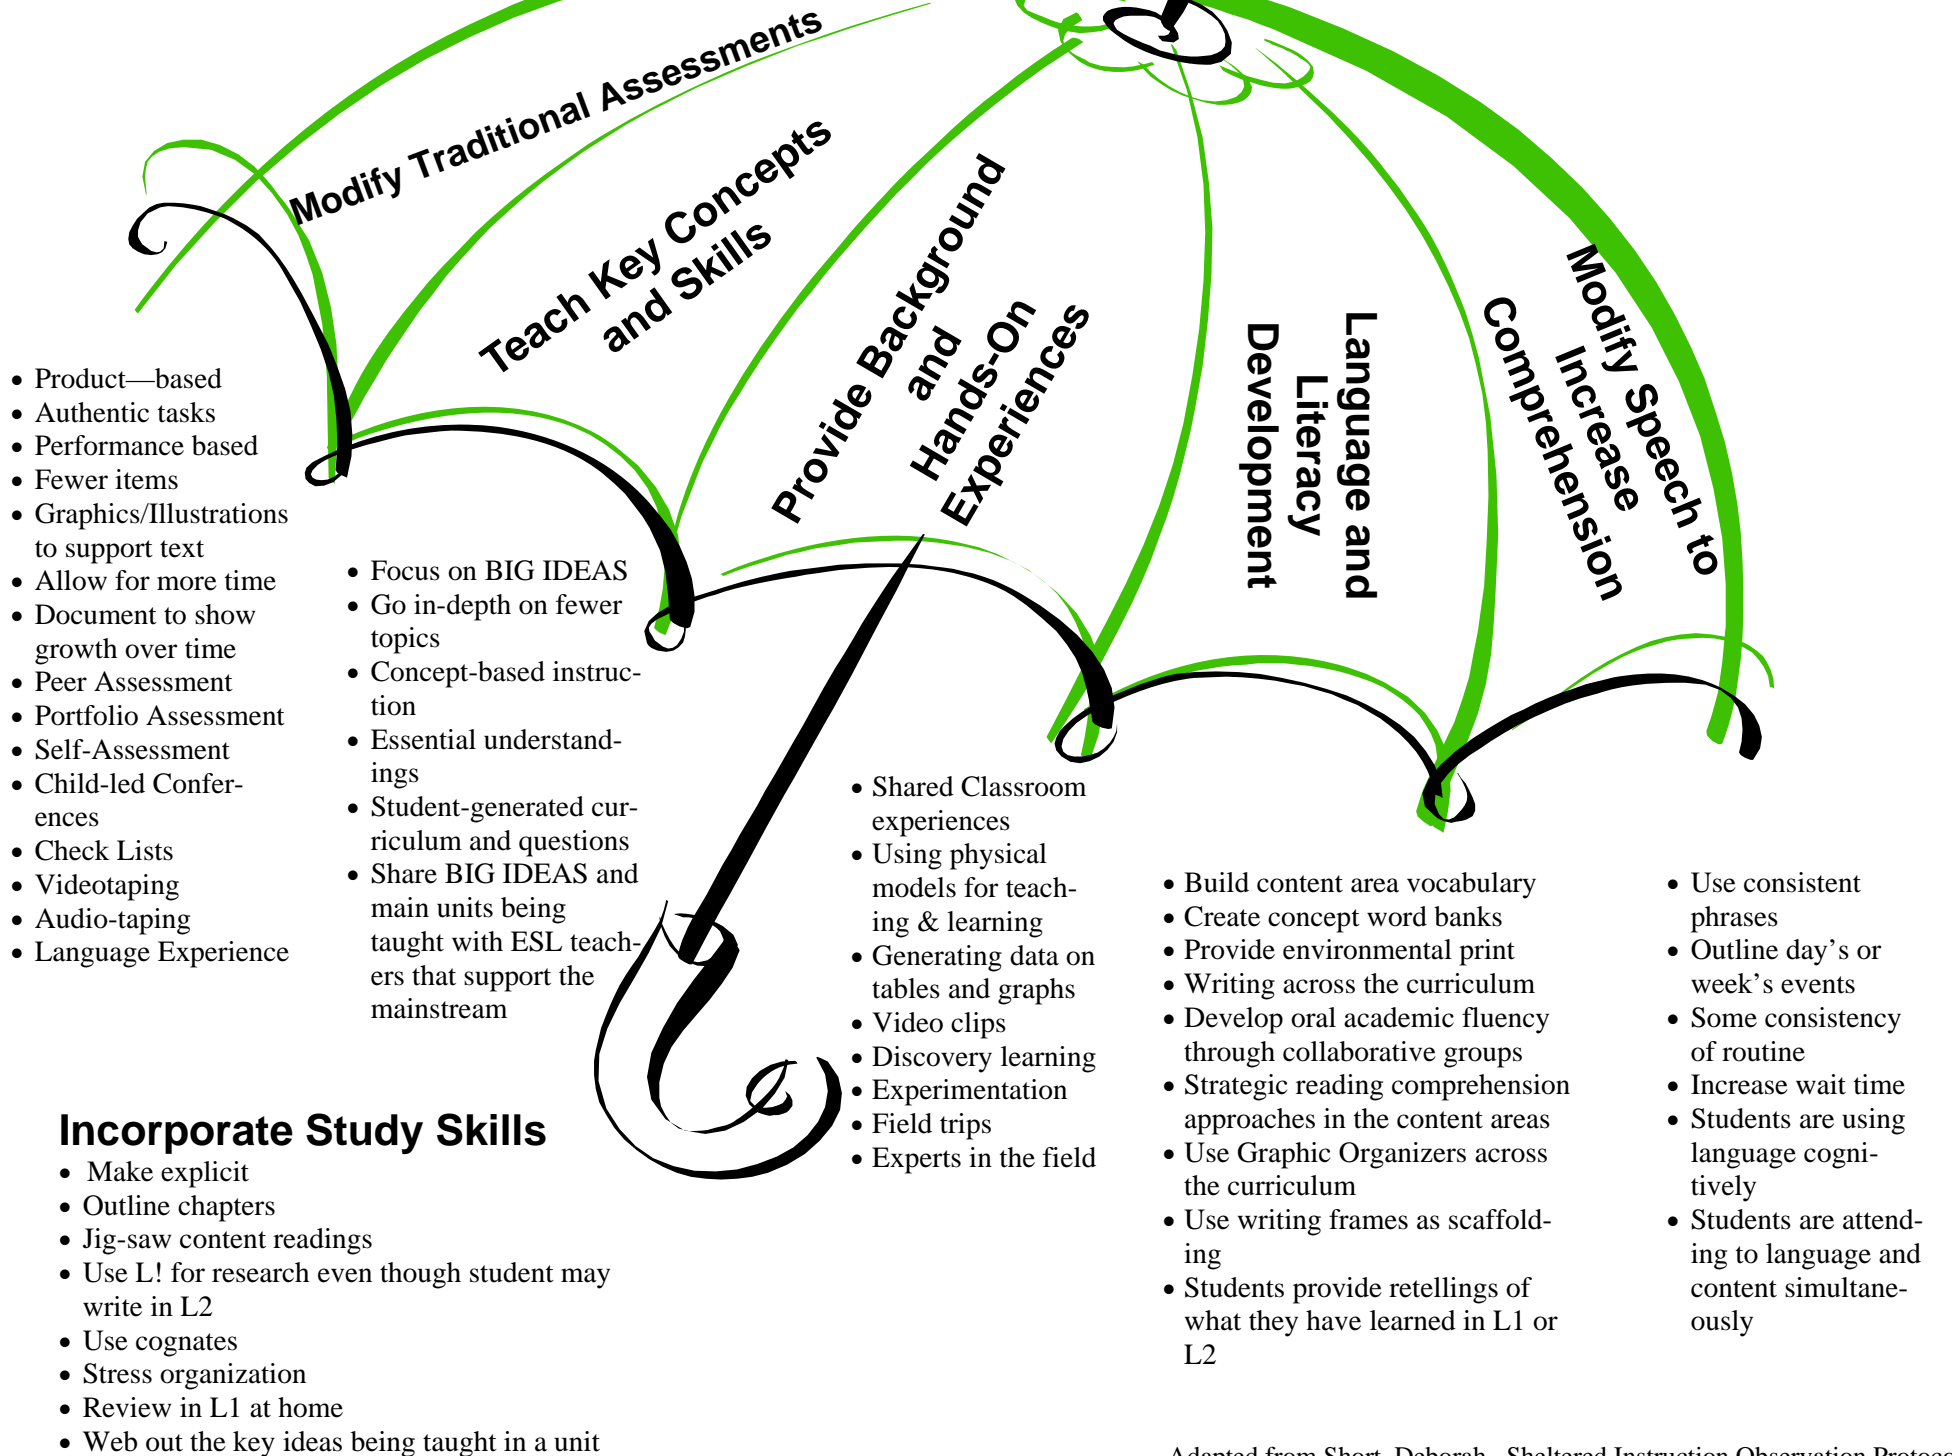 Modify Traditional Assessments
Teach Key Concepts
and Skills
Provide Background
and
Hands-On
Experiences
Language and
Literacy
Development
Modify Speech to
Increase
Comprehension
• Product—based
• Authentic tasks
• Performance based
• Fewer items
• Graphics/Illustrations
to support text
• Allow for more time
• Document to show
growth over time
• Peer Assessment
• Portfolio Assessment
• Self-Assessment
• Child-led Confer-
ences
• Check Lists
• Videotaping
• Audio-taping
• Language Experience
• Focus on BIG IDEAS
• Go in-depth on fewer
topics
• Concept-based instruc-
tion
• Essential understand-
ings
• Student-generated cur-
riculum and questions
• Share BIG IDEAS and
main units being
taught with ESL teach-
ers that support the
mainstream
• Shared Classroom
experiences
• Using physical
models for teach-
ing & learning
• Generating data on
tables and graphs
• Video clips
• Discovery learning
• Experimentation
• Field trips
• Experts in the field
• Build content area vocabulary
• Create concept word banks
• Provide environmental print
• Writing across the curriculum
• Develop oral academic fluency
through collaborative groups
• Strategic reading comprehension
approaches in the content areas
• Use Graphic Organizers across
the curriculum
• Use writing frames as scaffold-
ing
• Students provide retellings of
what they have learned in L1 or
L2
• Use consistent
phrases
• Outline day's or
week's events
• Some consistency
of routine
• Increase wait time
• Students are using
language cogni-
tively
• Students are attend-
ing to language and
content simultane-
ously
Incorporate Study Skills
• Make explicit
• Outline chapters
• Jig-saw content readings
• Use L! for research even though student may
write in L2
• Use cognates
• Stress organization
• Review in L1 at home
• Web out the key ideas being taught in a unit
Adapted from Short, Deborah. Sheltered Instruction Observation